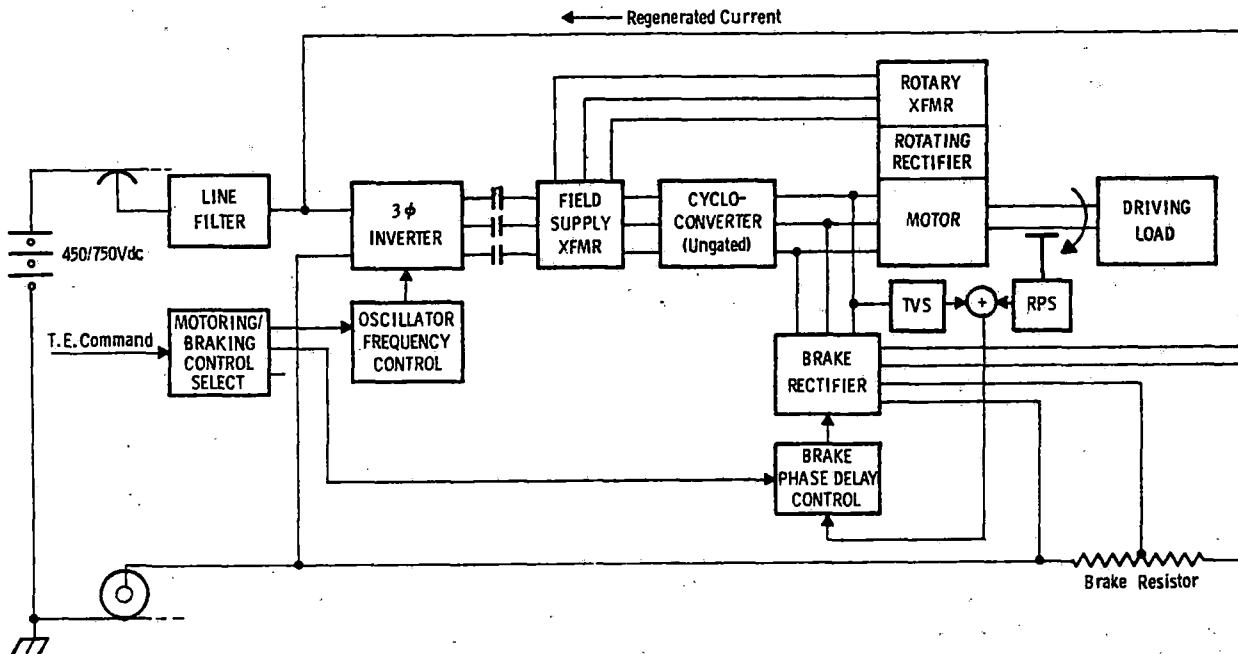 Regenerated Current
ROTARY
XFMR
ROTATING
RECTIFIER
LINE
FILTER
3ϕ
INVERTER
FIELD
SUPPLY
XFMR
CYCLO-
CONVERTER
(Ungated)
MOTOR
DRIVING
LOAD
450/750Vdc
T.E. Command
MOTORING/
BRAKING
CONTROL
SELECT
OSCILLATOR
FREQUENCY
CONTROL
TVS
+
RPS
BRAKE
RECTIFIER
BRAKE
PHASE DELAY
CONTROL
Brake Resistor